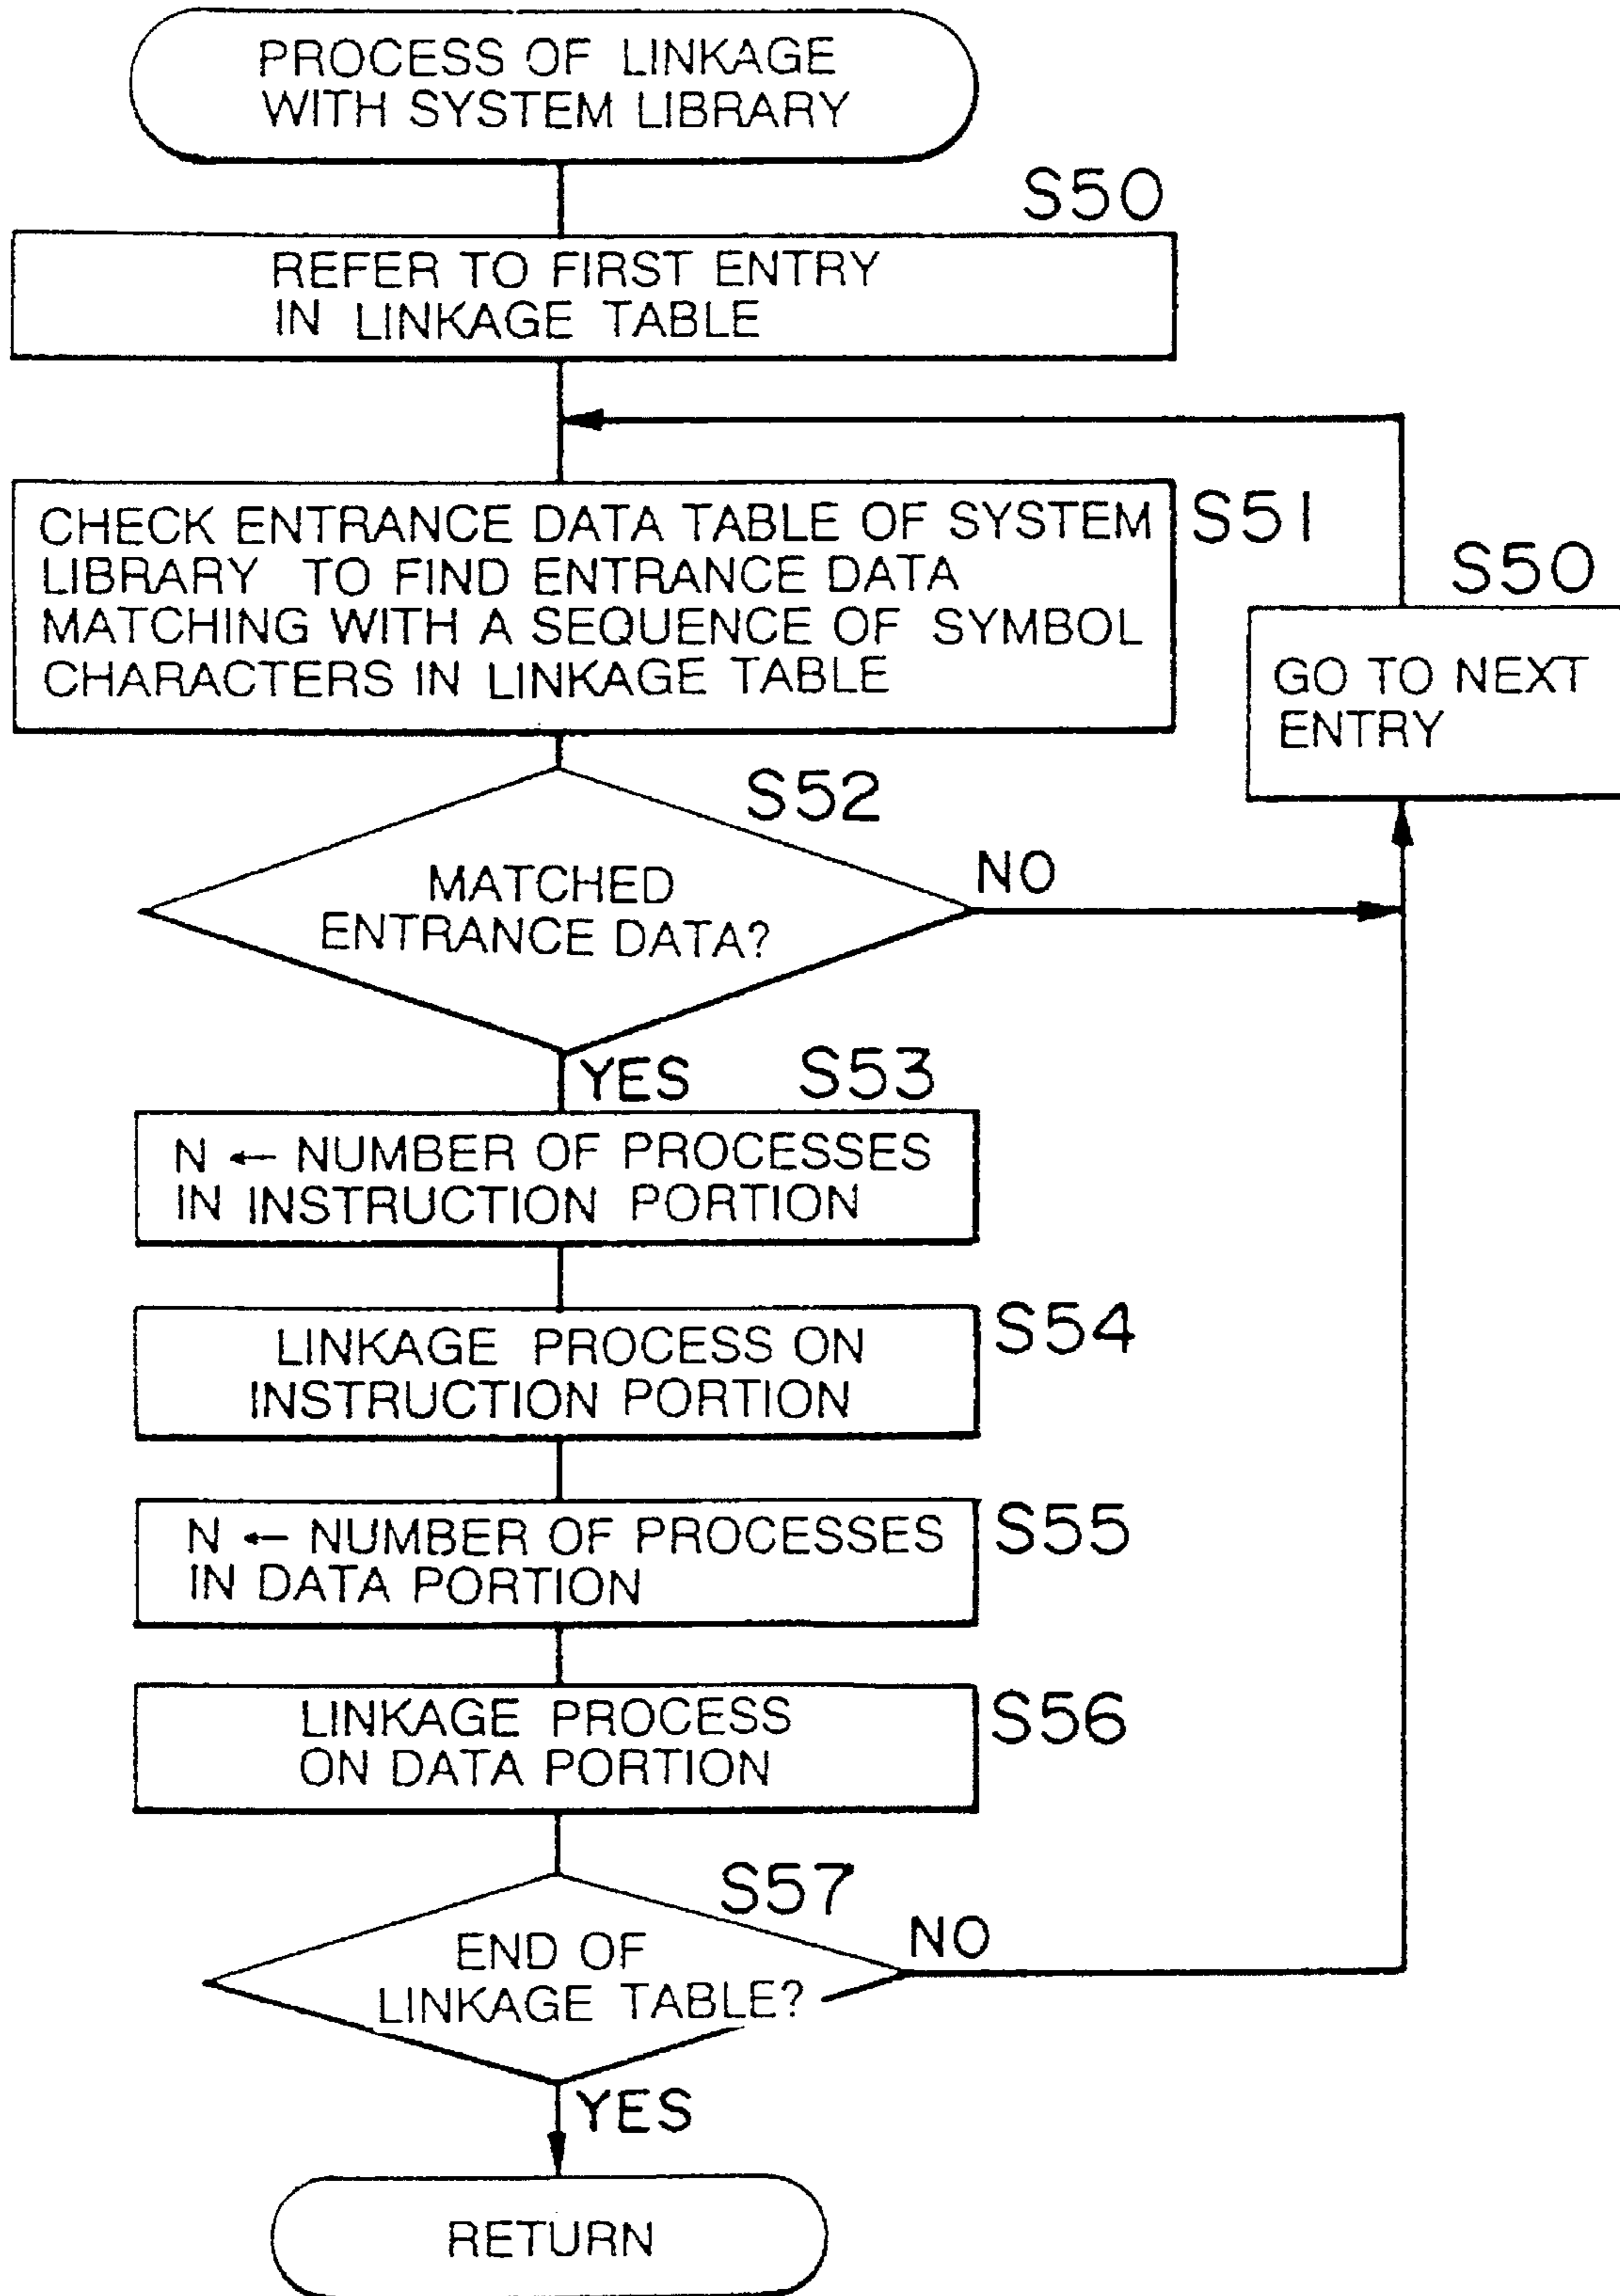 PROCESS OF LINKAGE
WITH SYSTEM LIBRARY
S50
REFER TO FIRST ENTRY
IN LINKAGE TABLE
CHECK ENTRANCE DATA TABLE OF SYSTEM
LIBRARY TO FIND ENTRANCE DATA
MATCHING WITH A SEQUENCE OF SYMBOL
CHARACTERS IN LINKAGE TABLE
S51
S50
GO TO NEXT
ENTRY
S52
MATCHED
ENTRANCE DATA?
NO
YES
S53
N ← NUMBER OF PROCESSES
IN INSTRUCTION PORTION
S54
LINKAGE PROCESS ON
INSTRUCTION PORTION
S55
N ← NUMBER OF PROCESSES
IN DATA PORTION
S56
LINKAGE PROCESS
ON DATA PORTION
S57
END OF
LINKAGE TABLE?
NO
YES
RETURN